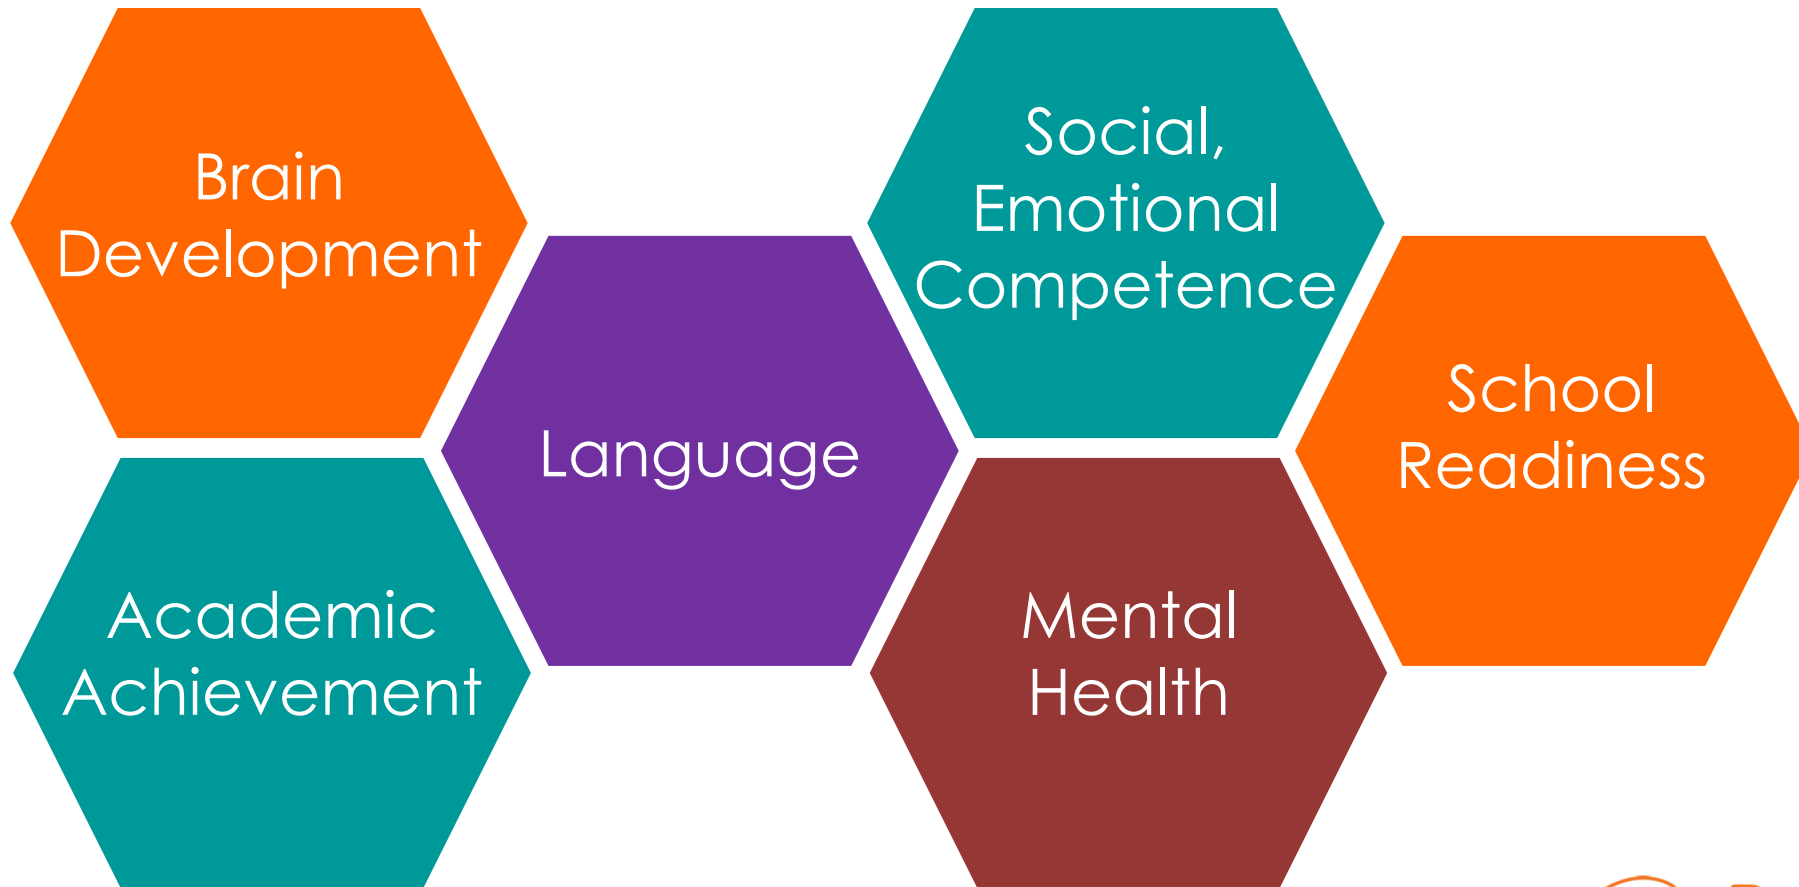 Brain
Development
Social,
Emotional
Competence
Language
School
Readiness
Academic
Achievement
Mental
Health